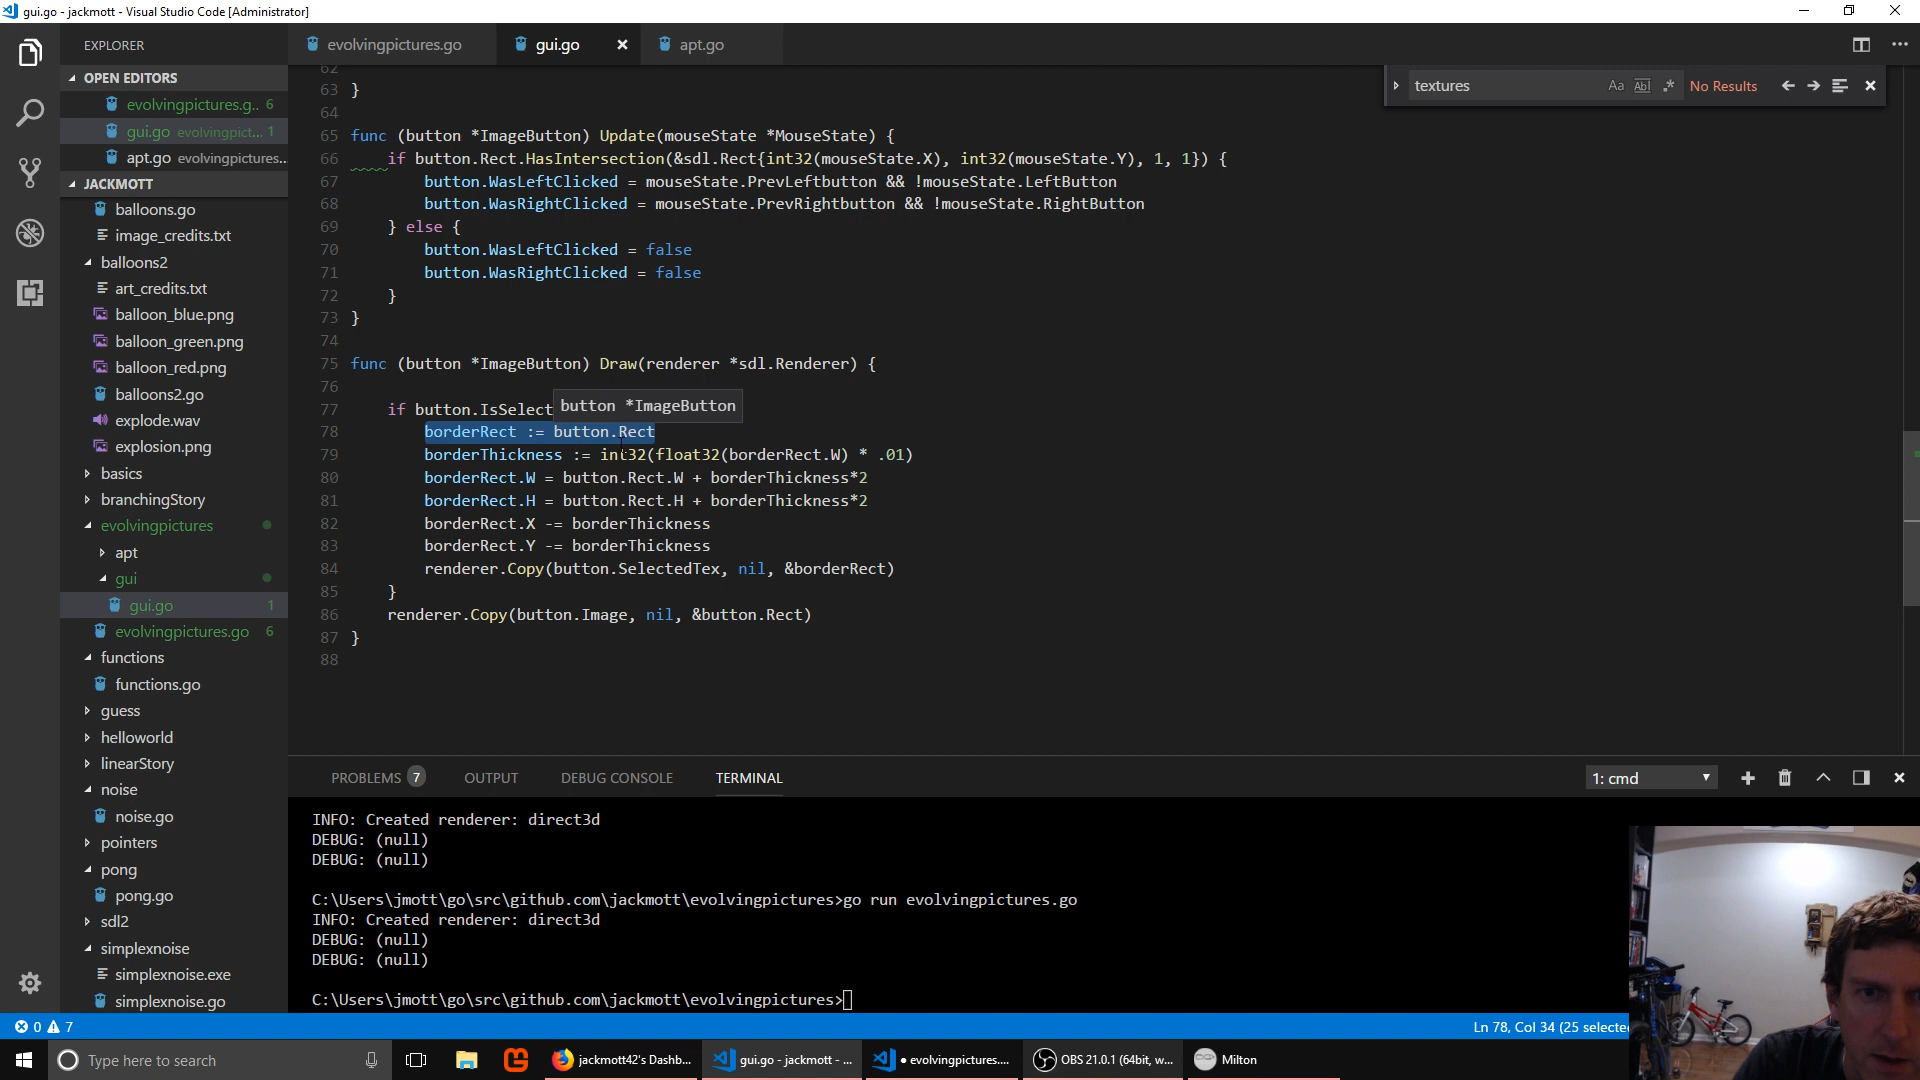 gui.go - jackmott - Visual Studio Code [Administrator]
EXPLORER
OPEN EDITORS
evolvingpictures.g.. 6
gui.go evolvingpict... 1
apt.go evolvingpictures...
JACKMOTT
balloons.go
image_credits.txt
balloons2
art_credits.txt
balloon_blue.png
balloon_green.png
balloon_red.png
balloons2.go
explode.wav
explosion.png
basics
branchingStory
evolvingpictures
apt
gui
gui.go 1
evolvingpictures.go 6
functions
functions.go
guess
helloworld
linearStory
noise
noise.go
pointers
pong
pong.go
sdl2
simplexnoise
simplexnoise.exe
simplexnoise.go
evolvingpictures.go
gui.go
apt.go
textures
Aa Abl .* No Results
62
63 }
64
65 func (button *ImageButton) Update(mouseState *MouseState) {
66 if button.Rect.HasIntersection(&sdl.Rect{int32(mouseState.X), int32(mouseState.Y), 1, 1}) {
67 button.WasLeftClicked = mouseState.PrevLeftbutton && !mouseState.LeftButton
68 button.WasRightClicked = mouseState.PrevRightbutton && !mouseState.RightButton
69 } else {
70 button.WasLeftClicked = false
71 button.WasRightClicked = false
72 }
73 }
74
75 func (button *ImageButton) Draw(renderer *sdl.Renderer) {
76
77 if button.IsSelect
button *ImageButton
78 borderRect := button.Rect
79 borderThickness := int32(float32(borderRect.W) * .01)
80 borderRect.W = button.Rect.W + borderThickness*2
81 borderRect.H = button.Rect.H + borderThickness*2
82 borderRect.X -= borderThickness
83 borderRect.Y -= borderThickness
84 renderer.Copy(button.SelectedTex, nil, &borderRect)
85 }
86 renderer.Copy(button.Image, nil, &button.Rect)
87 }
88
PROBLEMS 7 OUTPUT DEBUG CONSOLE TERMINAL
1: cmd
INFO: Created renderer: direct3d
DEBUG: (null)
DEBUG: (null)
C:\Users\jmott\go\src\github.com\jackmott\evolvingpictures>go run evolvingpictures.go
INFO: Created renderer: direct3d
DEBUG: (null)
DEBUG: (null)
C:\Users\jmott\go\src\github.com\jackmott\evolvingpictures>
0 7
Ln 78, Col 34 (25 selecte
Type here to search
jackmott42's Dashb...
gui.go - jackmott - ...
● evolvingpictures....
OBS 21.0.1 (64bit, w...
Milton